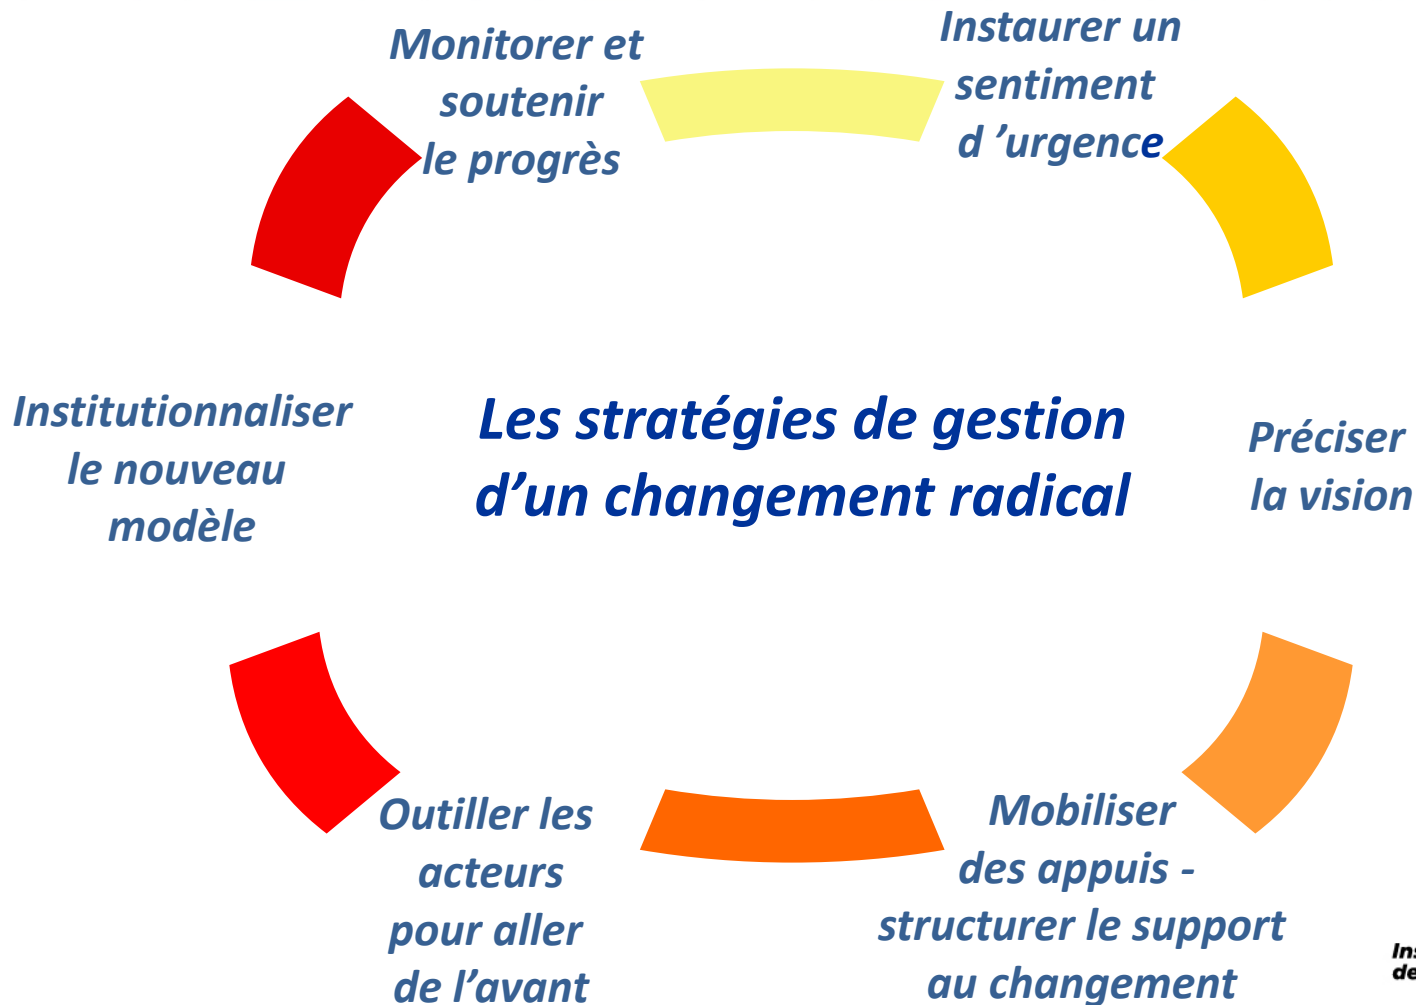 Monitorer et
soutenir
le progrès
Instaurer un
sentiment
d ’urgence
Institutionnaliser
le nouveau
modèle
Les stratégies de gestion
d’un changement radical
Préciser
la vision
Outiller les
acteurs
pour aller
de l’avant
Mobiliser
des appuis -
structurer le support
au changement
de